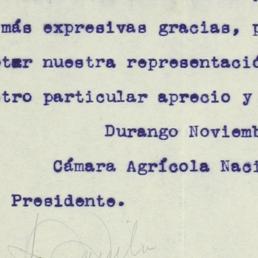 más expresivas gracias, p
tar nuestra representació
tro particular aprecio y
Durango Noviemb
Cámara Agrícola Naci
Presidente.